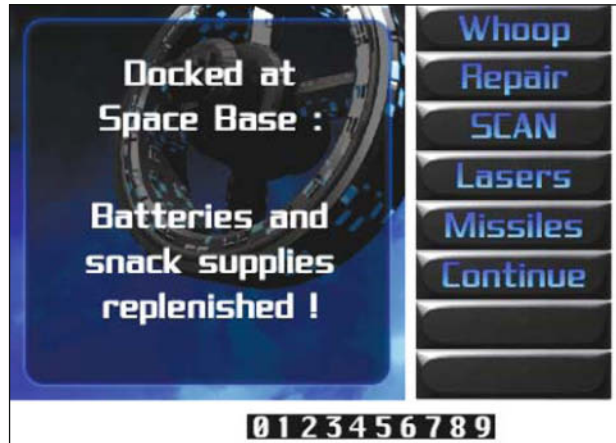 Docked at
Space Base :
Batteries and
snack supplies
replenished !
Whoop
Repair
SCAN
Lasers
Missiles
Continue
0123456789